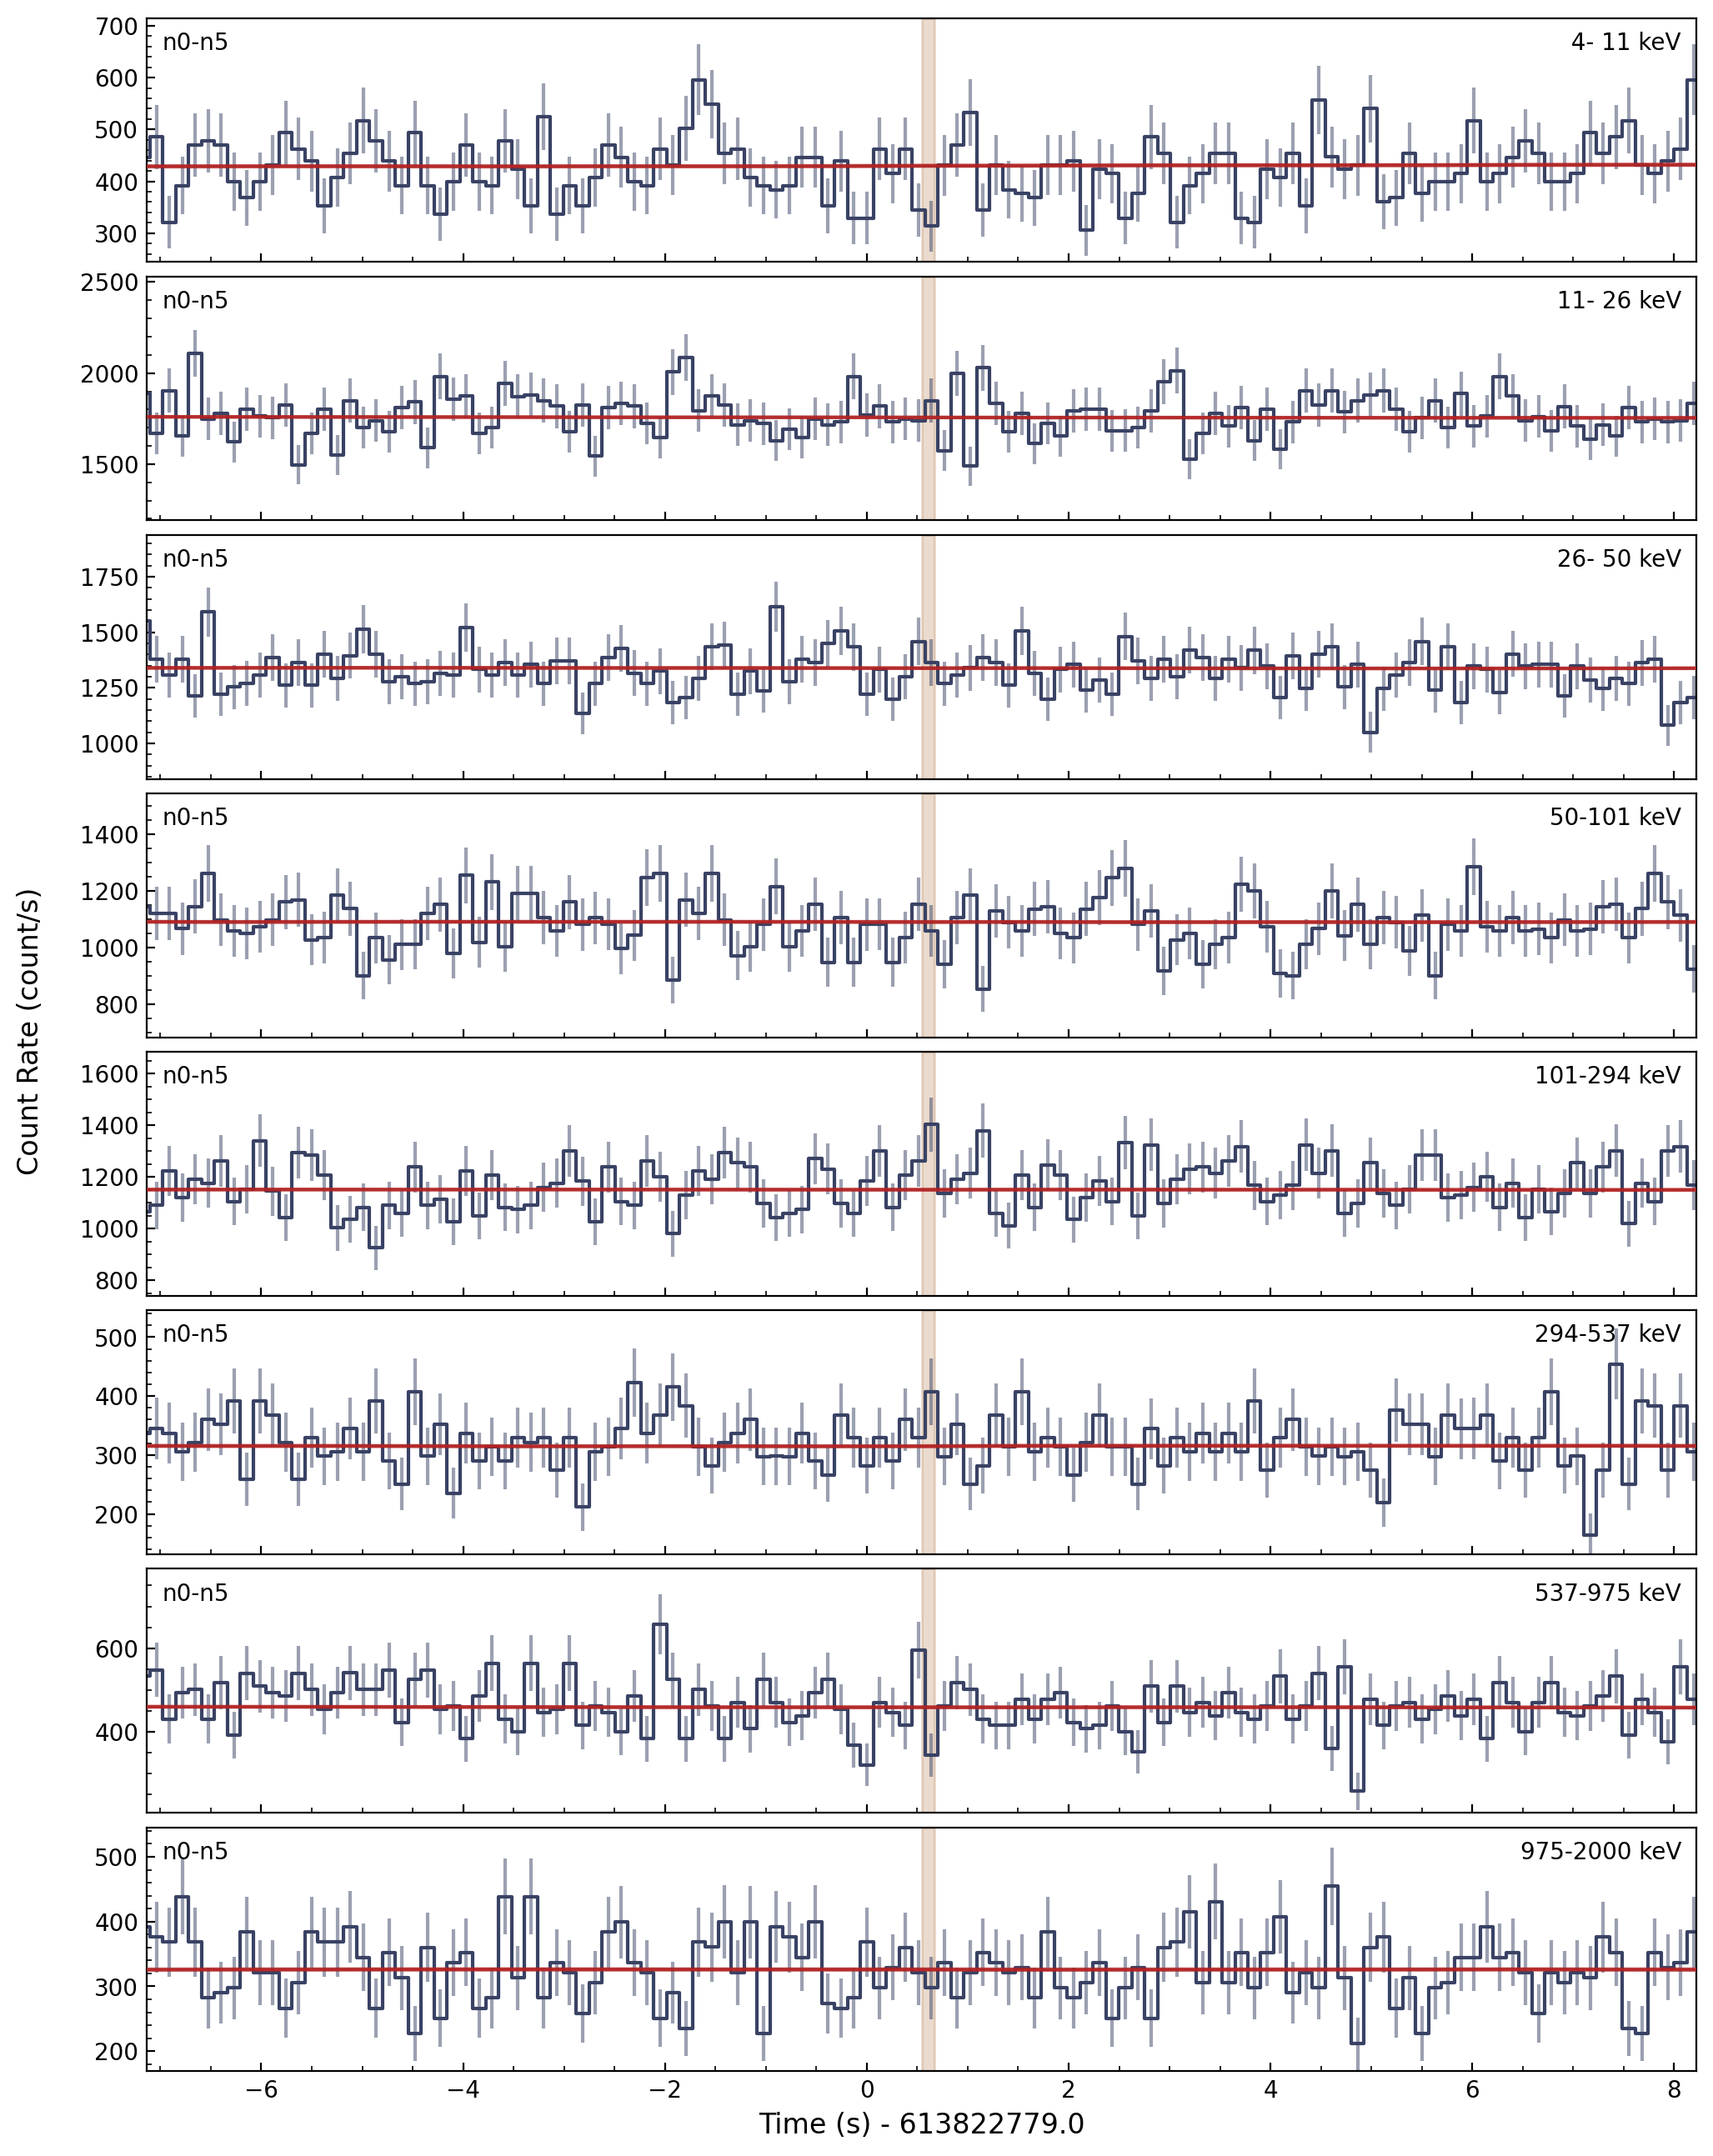 700
600
500
400
300
n0-n5
4- 11 keV
2500
2000
1500
n0-n5
11- 26 keV
1750
1500
1250
1000
n0-n5
26- 50 keV
1400
1200
1000
800
n0-n5
50-101 keV
1600
1400
1200
1000
800
n0-n5
101-294 keV
500
400
300
200
n0-n5
294-537 keV
600
400
n0-n5
537-975 keV
500
400
300
200
n0-n5
975-2000 keV
−6 −4 −2 0 2 4 6 8
Time (s) - 613822779.0
Count Rate (count/s)